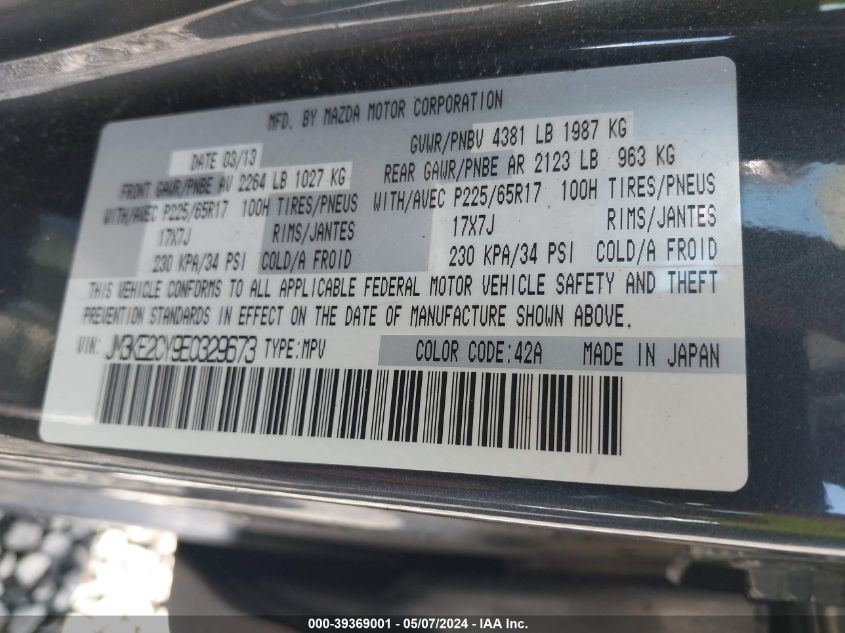 MFD. BY MAZDA MOTOR CORPORATION
DATE 03/13
GVWR/PNBV 4381 LB 1987 KG
FRONT GAWR/PNBE AV 2264 LB 1027 KG
REAR GAWR/PNBE AR 2123 LB 963 KG
WITH/AVEC P225/65R17 100H TIRES/PNEUS
WITH/AVEC P225/65R17 100H TIRES/PNEUS
17X7J RIMS/JANTES
17X7J RIMS/JANTES
230 KPA/34 PSI COLD/A FROID
230 KPA/34 PSI COLD/A FROID
THIS VEHICLE CONFORMS TO ALL APPLICABLE FEDERAL MOTOR VEHICLE SAFETY AND THEFT
PREVENTION STANDARDS IN EFFECT ON THE DATE OF MANUFACTURE SHOWN ABOVE.
VIN: JM3KE2CY9E0329673 TYPE:MPV COLOR CODE:42A MADE IN JAPAN
000-39369001 - 05/07/2024 - IAA Inc.